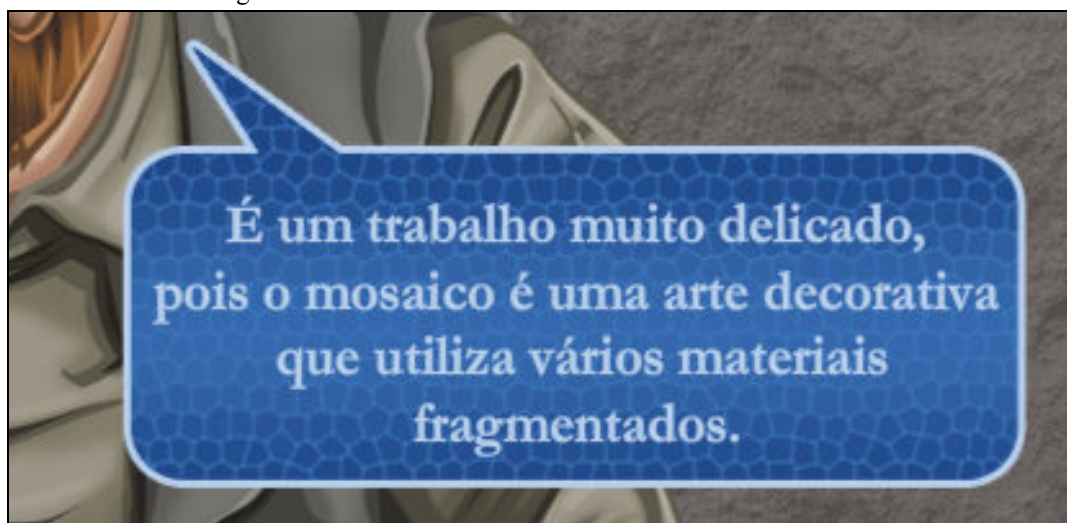 É um trabalho muito delicado,
pois o mosaico é uma arte decorativa
que utiliza vários materiais
fragmentados.